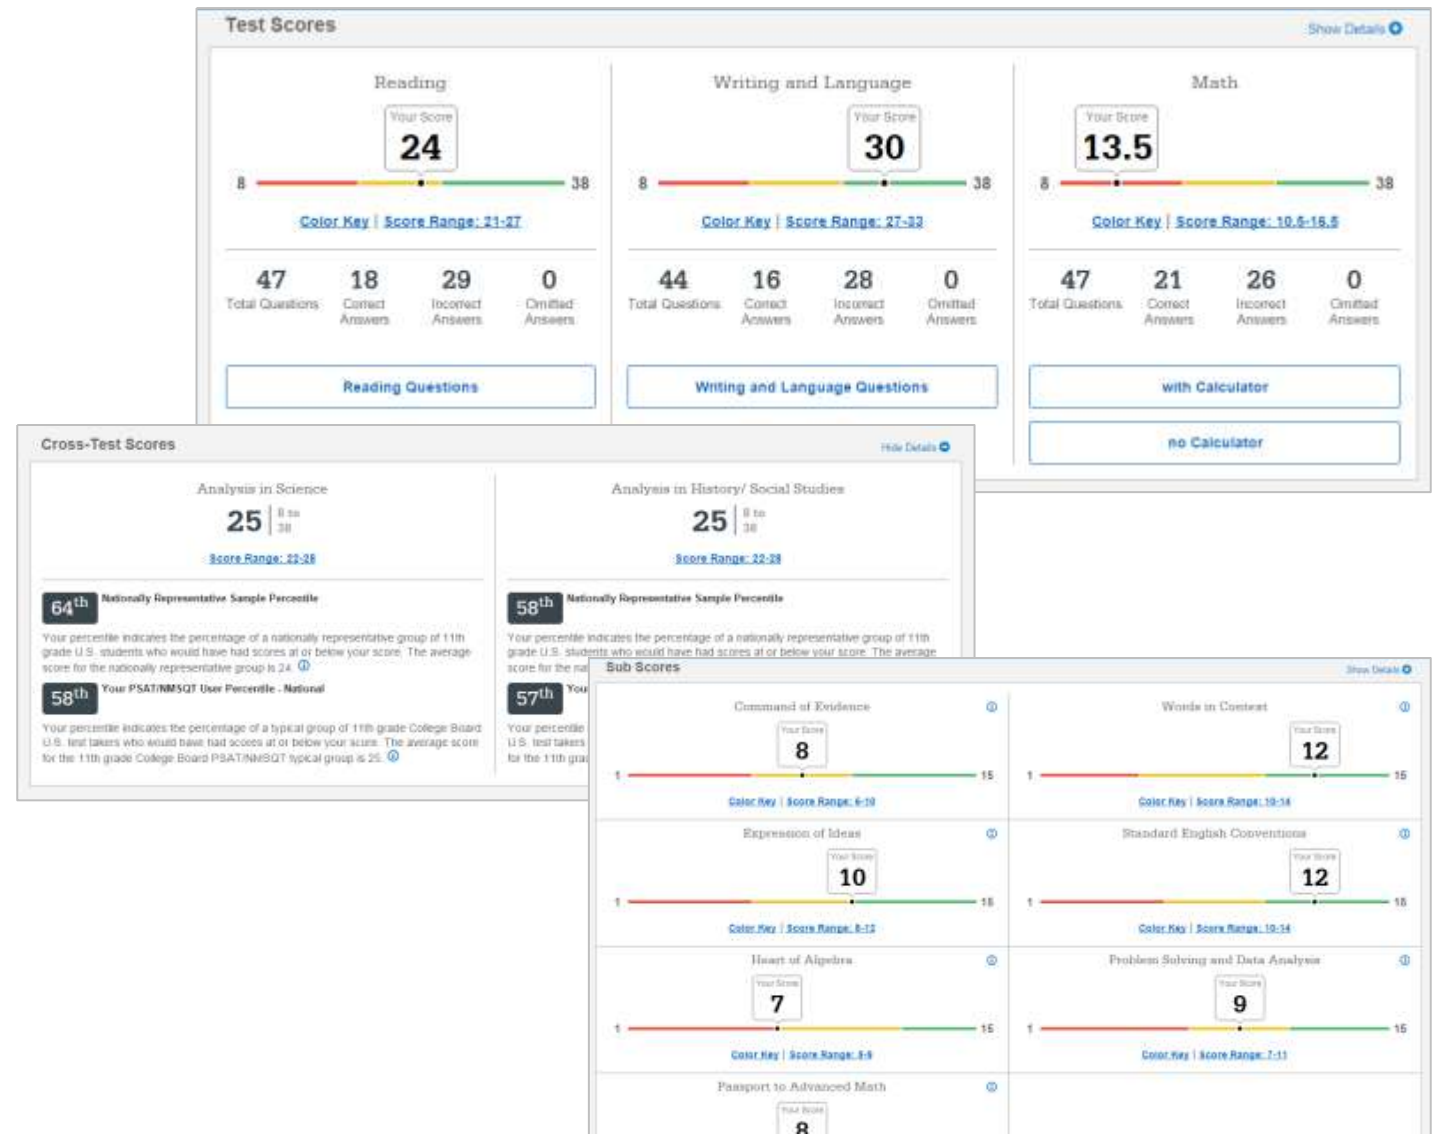 Test Scores
Show Details
Reading
Your Score
24
8
38
Color Key | Score Range: 21-27
47
Total Questions
18
Correct Answers
29
Incorrect Answers
0
Omitted Answers
Reading Questions
Writing and Language
Your Score
30
8
38
Color Key | Score Range: 27-33
44
Total Questions
16
Correct Answers
28
Incorrect Answers
0
Omitted Answers
Writing and Language Questions
Math
Your Score
13.5
8
38
Color Key | Score Range: 10.5-16.5
47
Total Questions
21
Correct Answers
26
Incorrect Answers
0
Omitted Answers
with Calculator
no Calculator
Cross-Test Scores
Hide Details
Analysis in Science
25 | 8 to 38
Score Range: 22-28
64th Nationally Representative Sample Percentile
Your percentile indicates the percentage of a nationally representative group of 11th
grade U.S. students who would have had scores at or below your score. The average
score for the nationally representative group is 24.
58th Your PSAT/NMSQT User Percentile - National
Your percentile indicates the percentage of a typical group of 11th grade College Board
U.S. test takers who would have had scores at or below your score. The average score
for the 11th grade College Board PSAT/NMSQT typical group is 25.
Analysis in History/ Social Studies
25 | 8 to 38
Score Range: 22-28
58th Nationally Representative Sample Percentile
Your percentile indicates the percentage of a nationally representative group of 11th
grade U.S. students who would have had scores at or below your score. The average
score for the na
57th You
Your percentile
U.S. test takers
for the 11th gra
Sub Scores
Show Details
Command of Evidence
Your Score
8
1
15
Color Key | Score Range: 6-10
Words in Context
Your Score
12
1
15
Color Key | Score Range: 10-14
Expression of Ideas
Your Score
10
1
15
Color Key | Score Range: 8-12
Standard English Conventions
Your Score
12
1
15
Color Key | Score Range: 10-14
Heart of Algebra
Your Score
7
1
15
Color Key | Score Range: 5-9
Problem Solving and Data Analysis
Your Score
9
1
15
Color Key | Score Range: 7-11
Passport to Advanced Math
Your Score
8